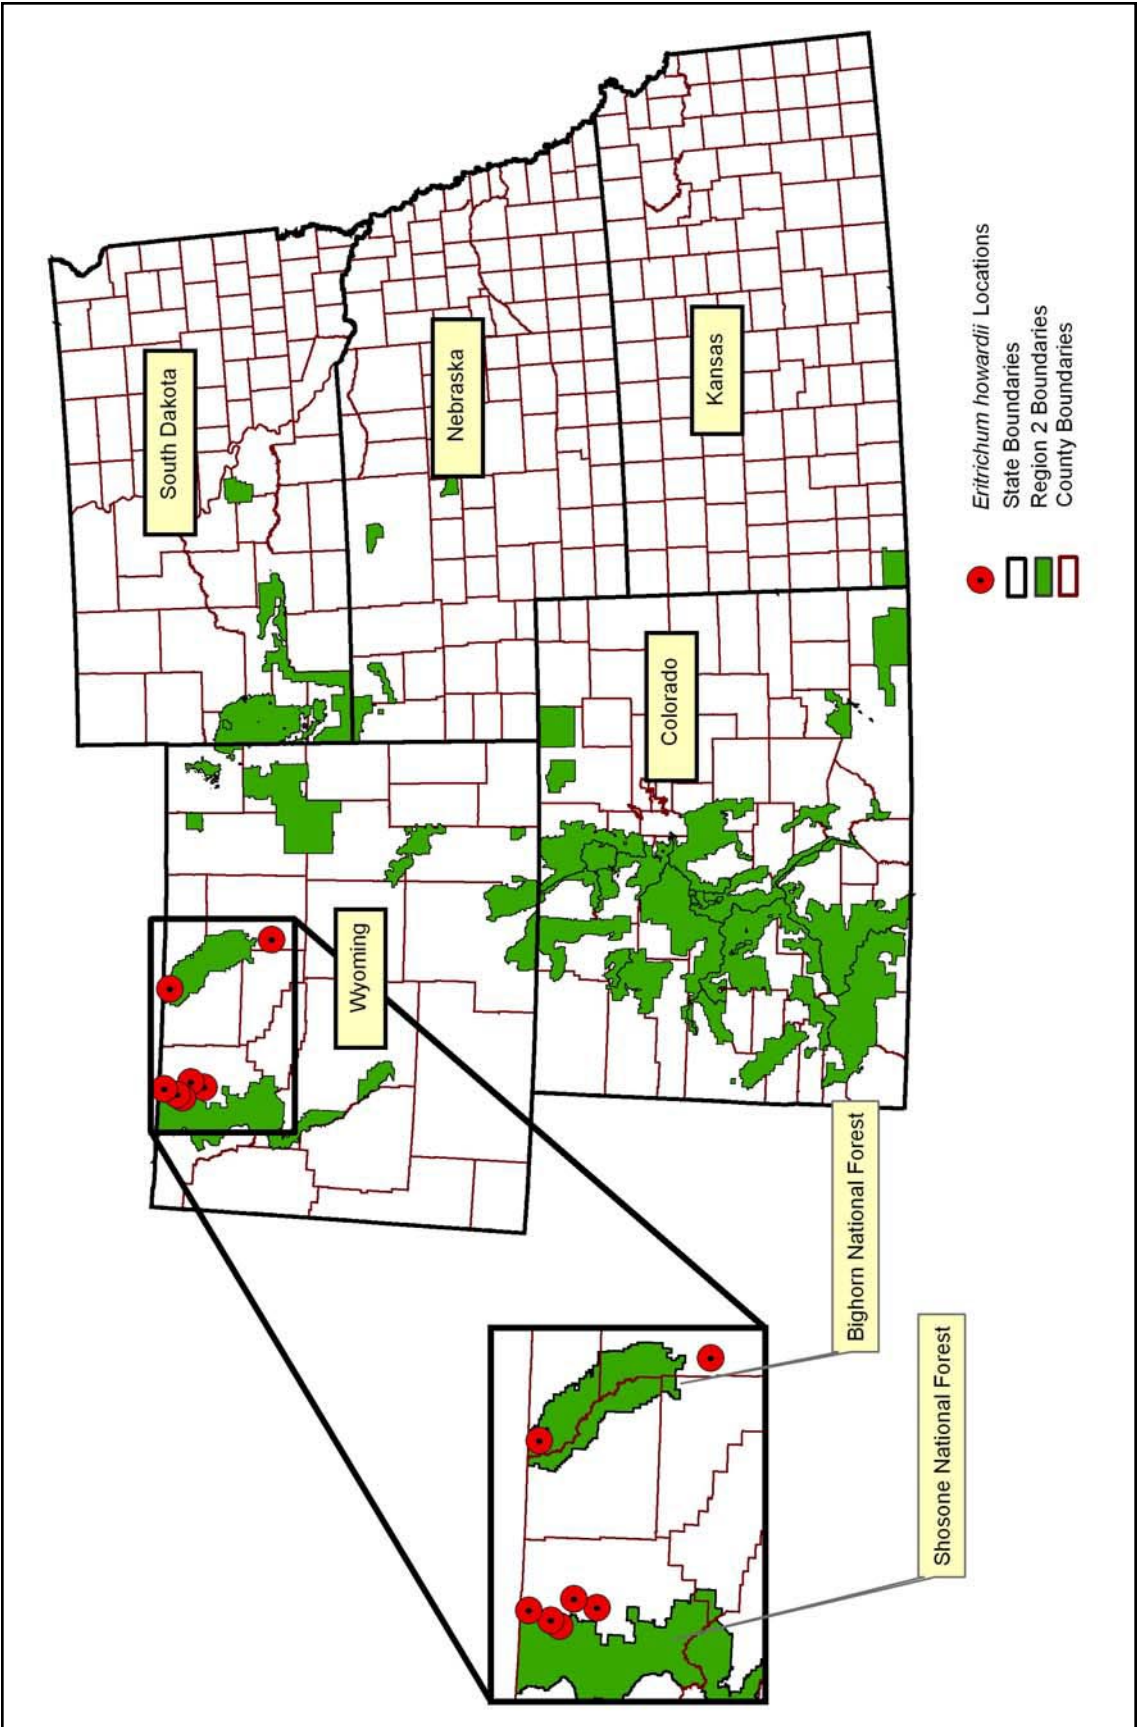 South Dakota
Wyoming
Nebraska
Colorado
Kansas
Bighorn National Forest
Shosone National Forest
Eritrichum howardii Locations
State Boundaries
Region 2 Boundaries
County Boundaries